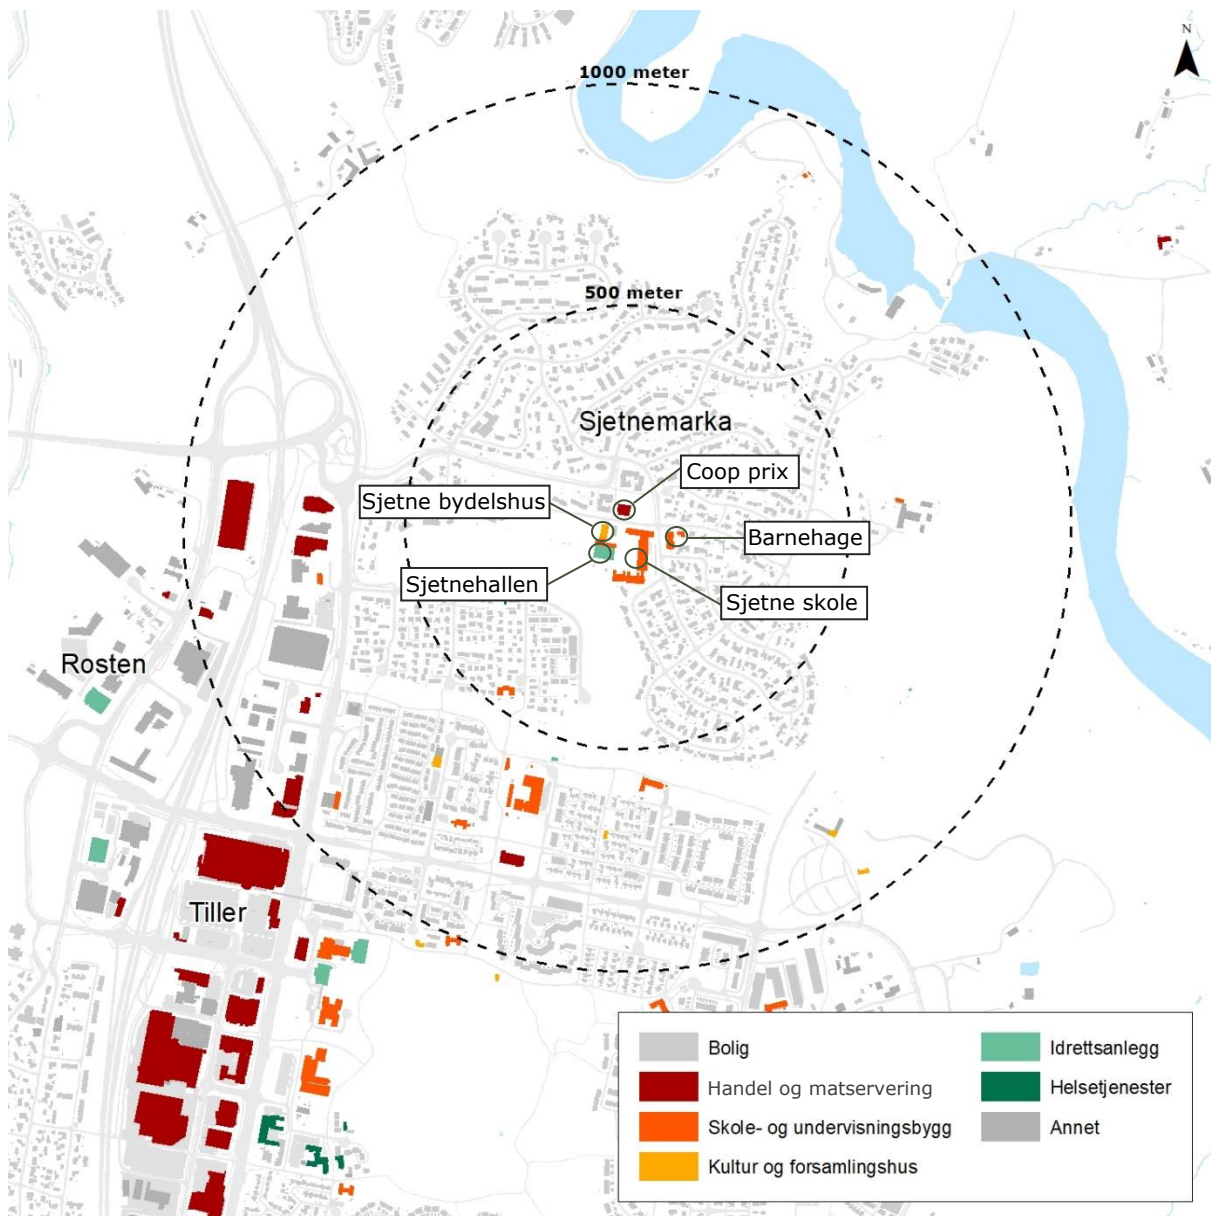 N
1000 meter
500 meter
Sjetnemarka
Coop prix
Sjetne bydelshus
Barnehage
Sjetnehallen
Sjetne skole
Rosten
Tiller
Bolig
Handel og matservering
Skole- og undervisningsbygg
Kultur og forsamlingshus
Idrettsanlegg
Helsetjenester
Annet